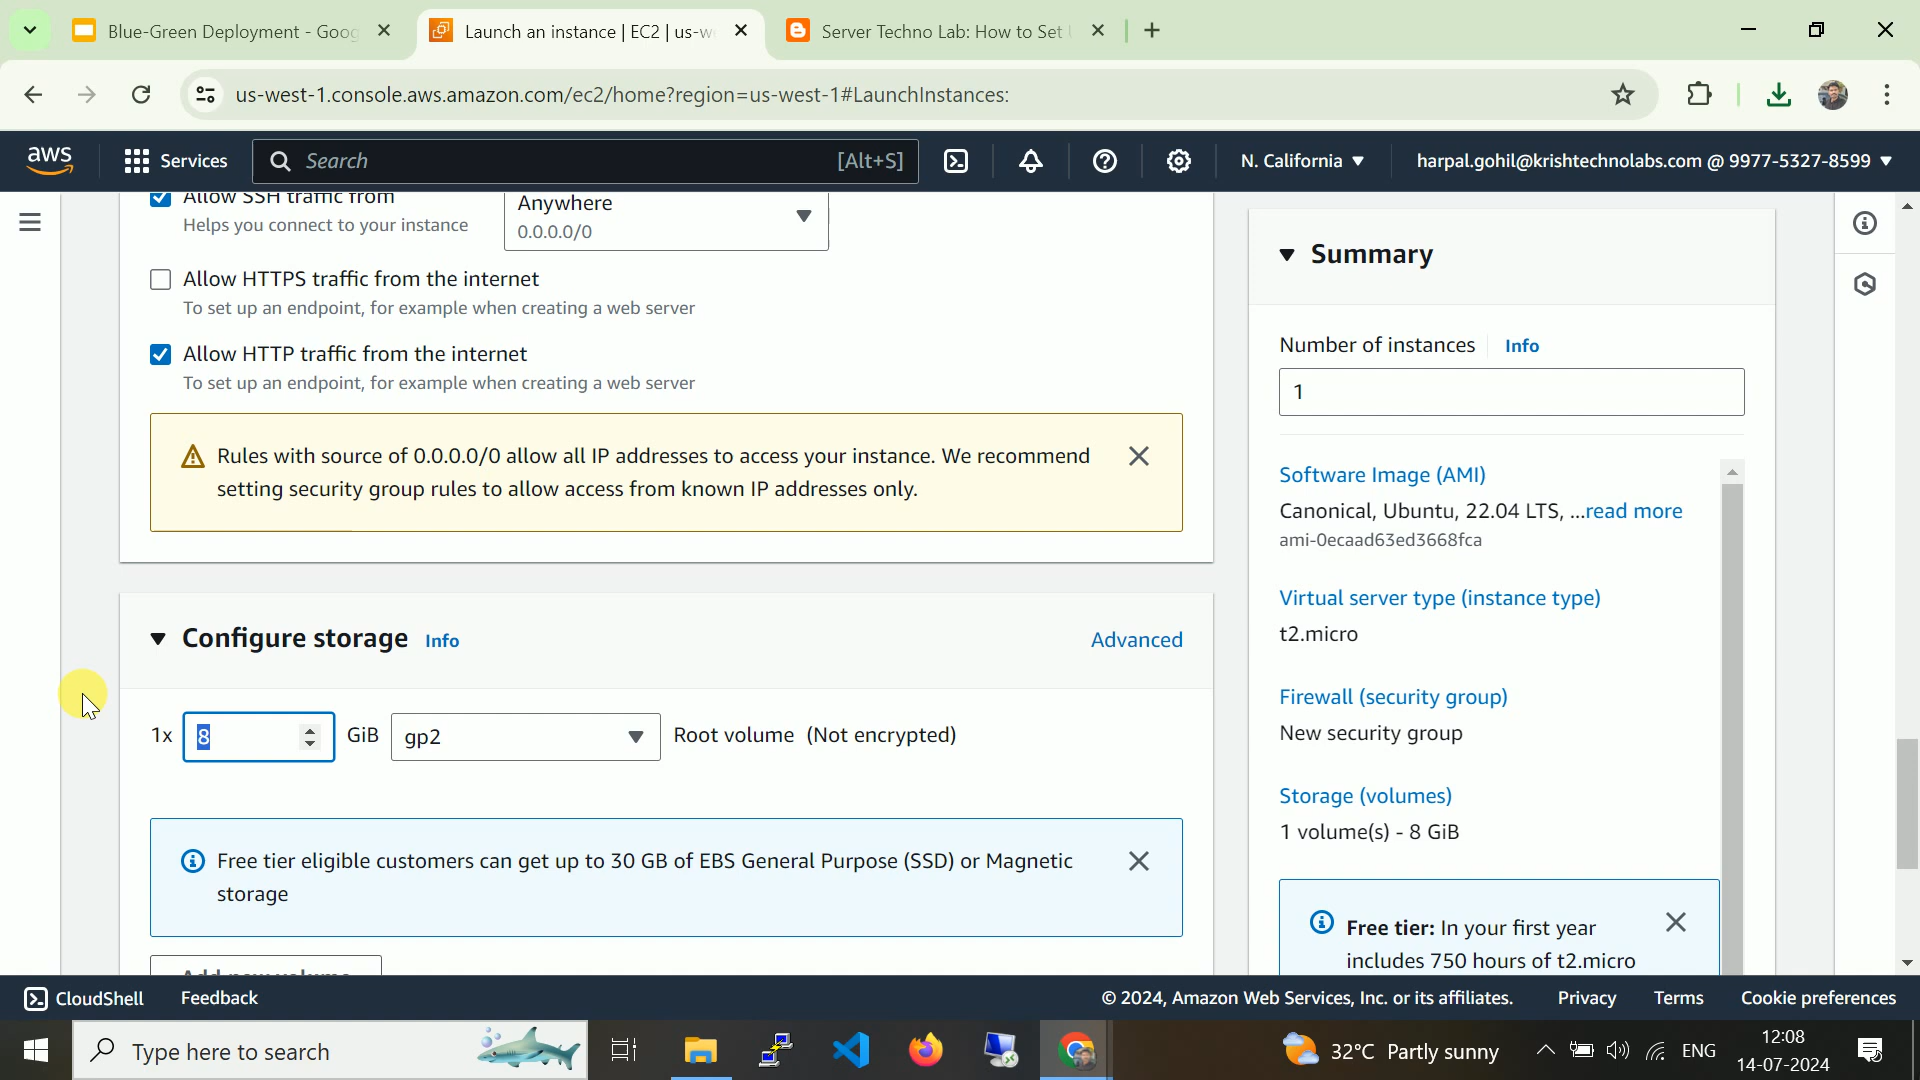 Blue-Green Deployment - Goog
Launch an instance | EC2 | us-we
Server Techno Lab: How to Set U
us-west-1.console.aws.amazon.com/ec2/home?region=us-west-1#LaunchInstances:
aws
Services
Search
[Alt+S]
N. California
harpal.gohil@krishtechnolabs.com @ 9977-5327-8599
Allow SSH traffic from
Helps you connect to your instance
Anywhere
0.0.0.0/0
Allow HTTPS traffic from the internet
To set up an endpoint, for example when creating a web server
Allow HTTP traffic from the internet
To set up an endpoint, for example when creating a web server
Rules with source of 0.0.0.0/0 allow all IP addresses to access your instance. We recommend
setting security group rules to allow access from known IP addresses only.
Configure storage Info
Advanced
1x 8 GiB gp2 Root volume (Not encrypted)
Free tier eligible customers can get up to 30 GB of EBS General Purpose (SSD) or Magnetic
storage
Add new volume
Summary
Number of instances Info
1
Software Image (AMI)
Canonical, Ubuntu, 22.04 LTS, ...read more
ami-0ecaad63ed3668fca
Virtual server type (instance type)
t2.micro
Firewall (security group)
New security group
Storage (volumes)
1 volume(s) - 8 GiB
Free tier: In your first year
includes 750 hours of t2.micro
CloudShell
Feedback
© 2024, Amazon Web Services, Inc. or its affiliates.
Privacy
Terms
Cookie preferences
Type here to search
32°C Partly sunny
ENG
12:08
14-07-2024